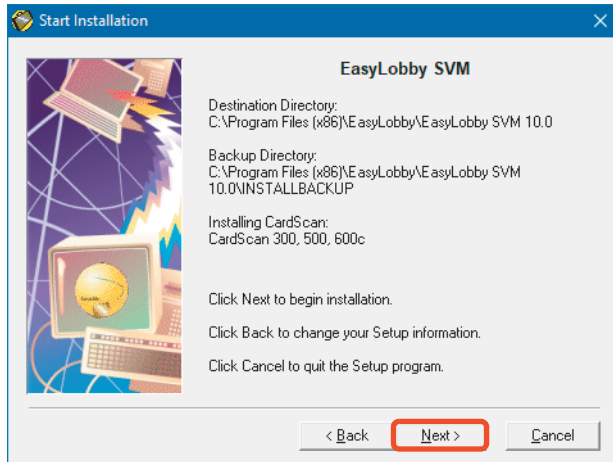 Start Installation
EasyLobby SVM
Destination Directory:
C:\Program Files (x86)\EasyLobby\EasyLobby SVM 10.0
Backup Directory:
C:\Program Files (x86)\EasyLobby\EasyLobby SVM
10.0\INSTALLBACKUP
Installing CardScan:
CardScan 300, 500, 600c
Click Next to begin installation.
Click Back to change your Setup information.
Click Cancel to quit the Setup program.
EasyLobby
< Back
Next >
Cancel